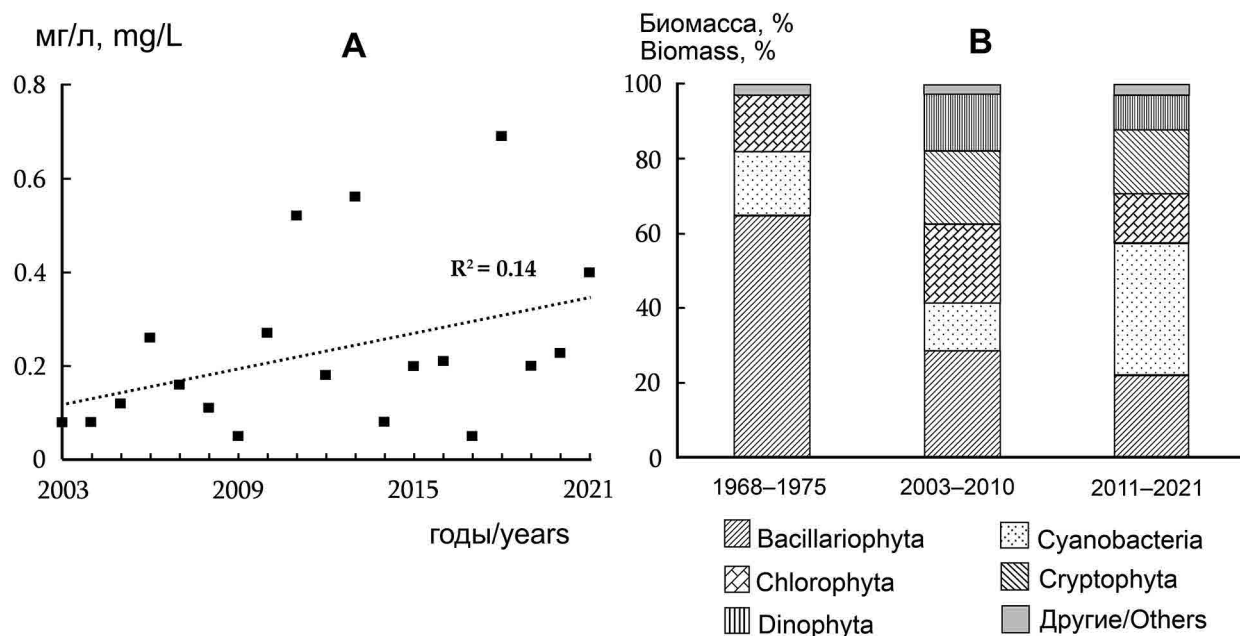 мг/л, mg/L
A
0.8
0.6
0.4
0.2
0
R² = 0.14
2003
2009
2015
2021
годы/years
Биомасса, %
Biomass, %
B
100
80
60
40
20
0
1968–1975
2003–2010
2011–2021
Bacillariophyta
Cyanobacteria
Chlorophyta
Cryptophyta
Dinophyta
Другие/Others